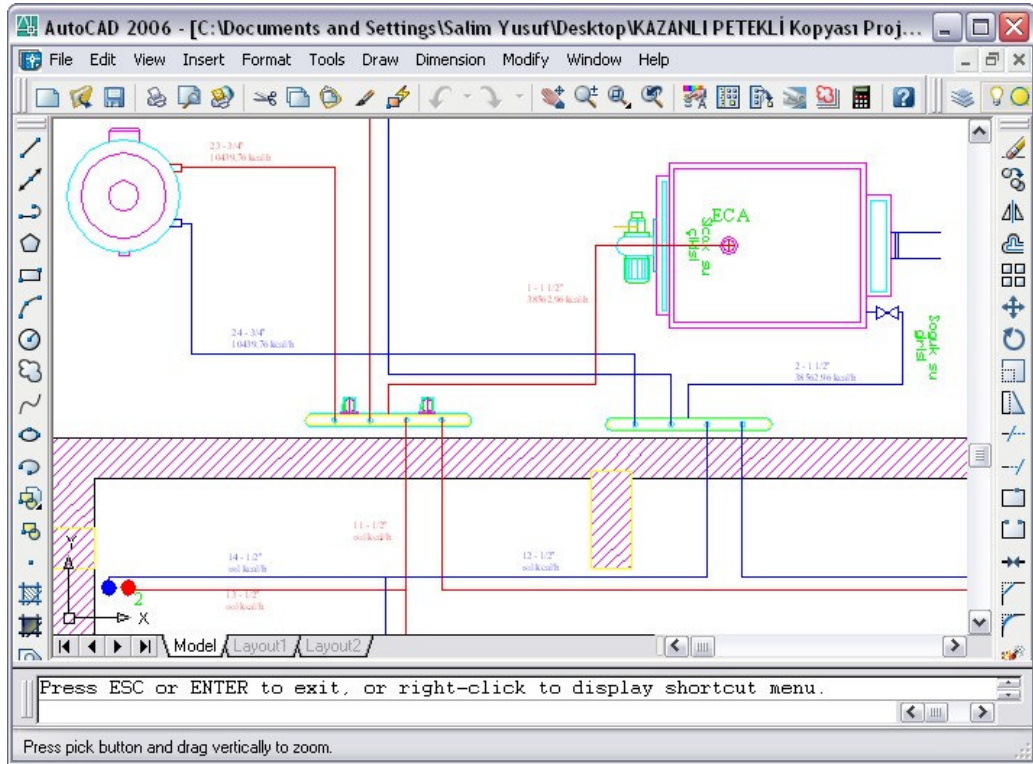 AutoCAD 2006 - [C:\Documents and Settings\Salim Yusuf\Desktop\KAZANLI PETEKLİ Kopyası Proj...
File Edit View Insert Format Tools Draw Dimension Modify Window Help
23 - 3/4"
10439,76 kcal/h
ECA
Sıcak su
girişi
1 - 1 1/2"
38562,96 kcal/h
24 - 3/4"
10439,76 kcal/h
Soguk su
girisi
2 - 1 1/2"
38562,96 kcal/h
11 - 1/2"
14 - 1/2"
12 - 1/2"
13 - 1/2"
2
Y
X
Model Layout1 Layout2
Press ESC or ENTER to exit, or right-click to display shortcut menu.
Press pick button and drag vertically to zoom.